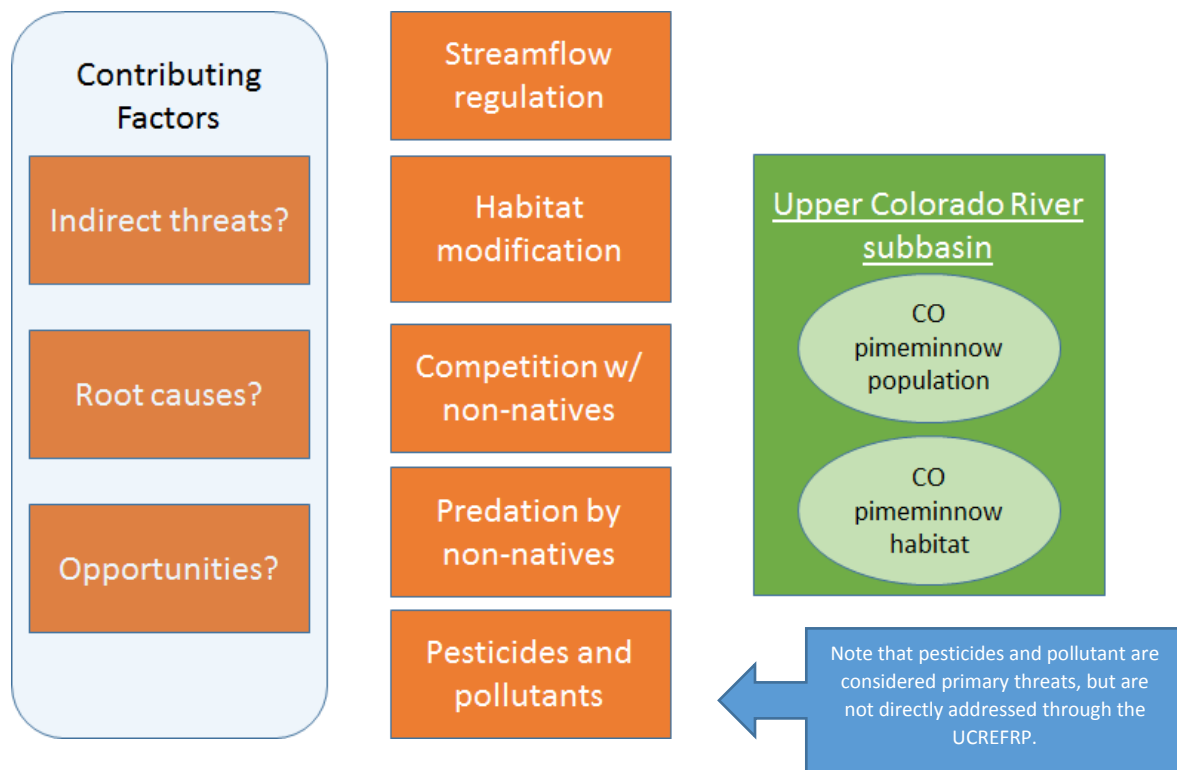 Contributing
Factors
Indirect threats?
Root causes?
Opportunities?
Streamflow
regulation
Habitat
modification
Competition w/
non-natives
Predation by
non-natives
Pesticides and
pollutants
Upper Colorado River
subbasin
CO
pimeminnow
population
CO
pimeminnow
habitat
Note that pesticides and pollutant are
considered primary threats, but are
not directly addressed through the
UCREFRP.